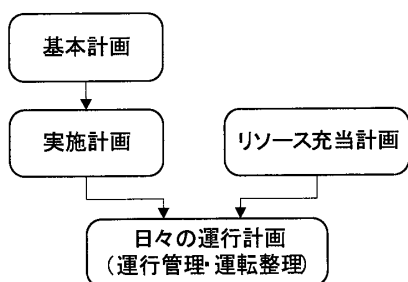 基本計画
実施計画
リソース充当計画
日々の運行計画
(運行管理・運転整理)